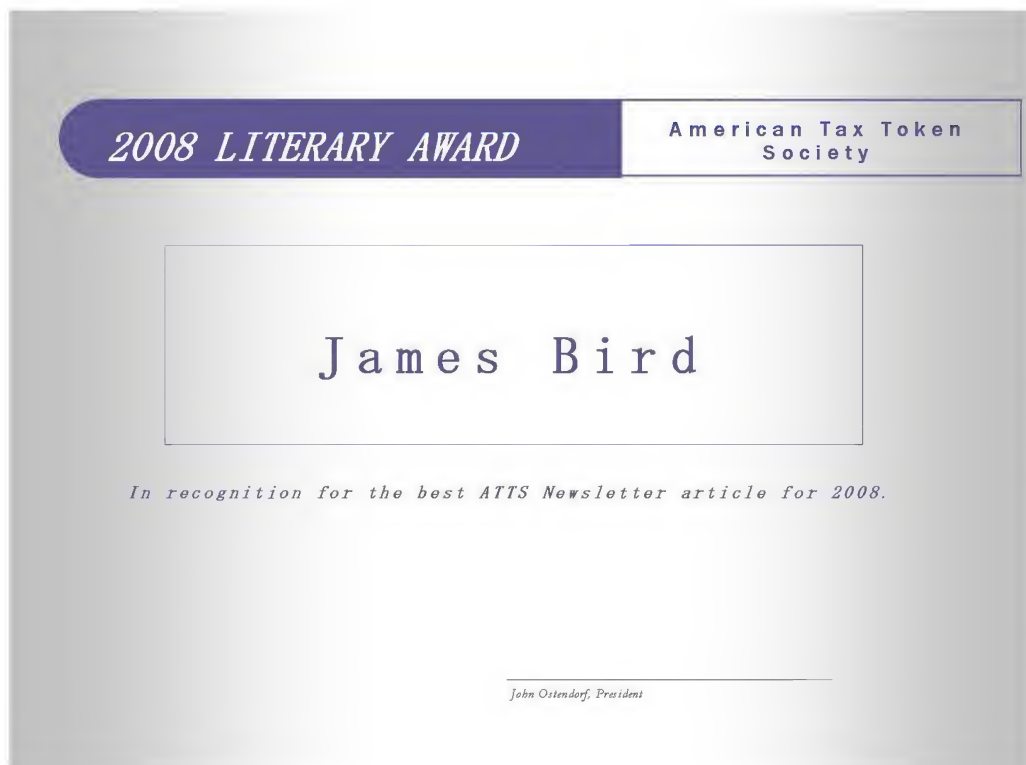 2008 LITERARY AWARD
American Tax Token
Society
James Bird
In recognition for the best ATTS Newsletter article for 2008.
John Ostendorf, President